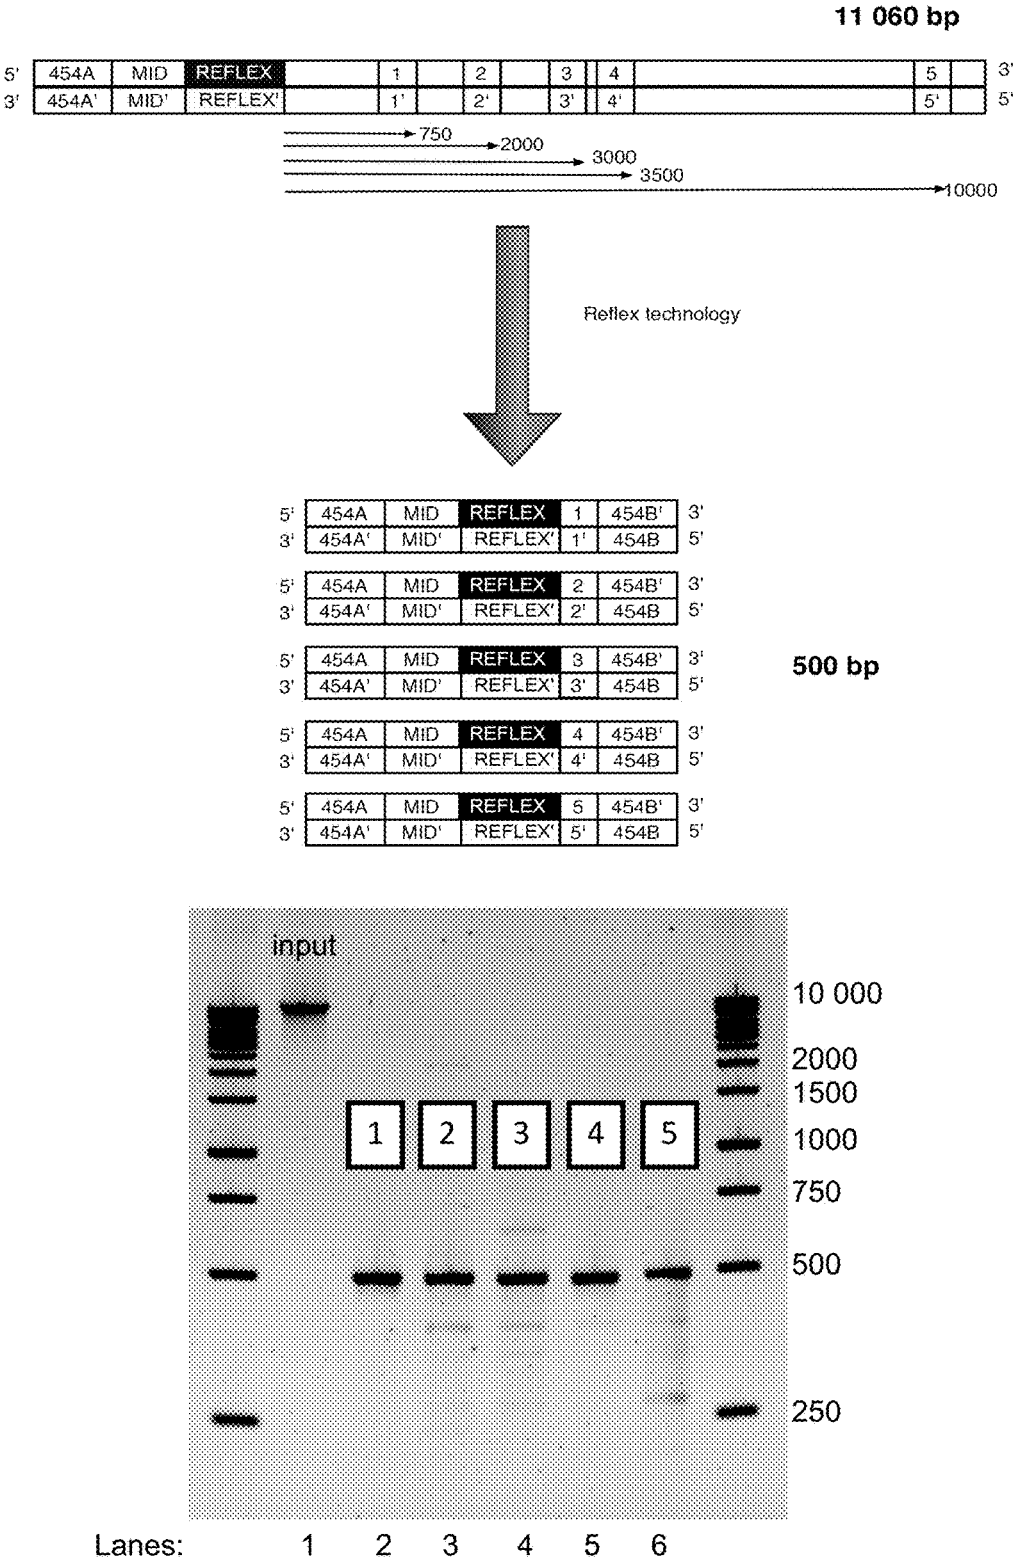 11 060 bp
5' 454A MID REFLEX 1 2 3 4 5 3'
3' 454A' MID' REFLEX' 1' 2' 3' 4' 5' 5'
750
2000
3000
3500
10000
Reflex technology
5' 454A MID REFLEX 1 454B' 3'
3' 454A' MID' REFLEX' 1' 454B 5'
5' 454A MID REFLEX 2 454B' 3'
3' 454A' MID' REFLEX' 2' 454B 5'
5' 454A MID REFLEX 3 454B' 3'
500 bp
3' 454A' MID' REFLEX' 3' 454B 5'
5' 454A MID REFLEX 4 454B' 3'
3' 454A' MID' REFLEX' 4' 454B 5'
5' 454A MID REFLEX 5 454B' 3'
3' 454A' MID' REFLEX' 5' 454B 5'
input
10 000
2000
1500
1 2 3 4 5 1000
750
500
250
Lanes: 1 2 3 4 5 6